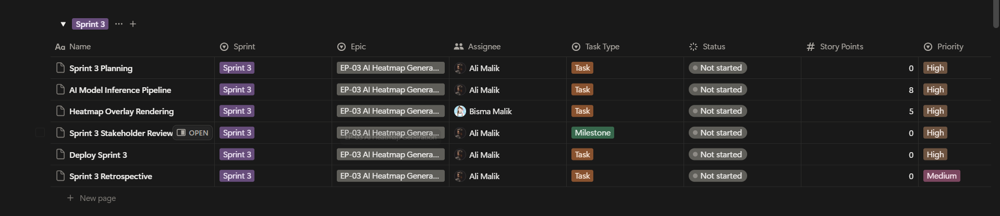 Sprint 3
Aa Name Sprint Epic Assignee Task Type Status # Story Points Priority
Sprint 3 Planning Sprint 3 EP-03 AI Heatmap Genera... Ali Malik Task Not started 0 High
AI Model Inference Pipeline Sprint 3 EP-03 AI Heatmap Genera... Ali Malik Task Not started 8 High
Heatmap Overlay Rendering Sprint 3 EP-03 AI Heatmap Genera... Bisma Malik Task Not started 5 High
Sprint 3 Stakeholder Review OPEN Sprint 3 EP-03 AI Heatmap Genera... Ali Malik Milestone Not started 0 High
EP-03 AI Heatmap Generation
Deploy Sprint 3 Sprint 3 EP-03 AI Heatmap Genera... Ali Malik Task Not started 0 High
Sprint 3 Retrospective Sprint 3 EP-03 AI Heatmap Genera... Ali Malik Task Not started 0 Medium
+ New page